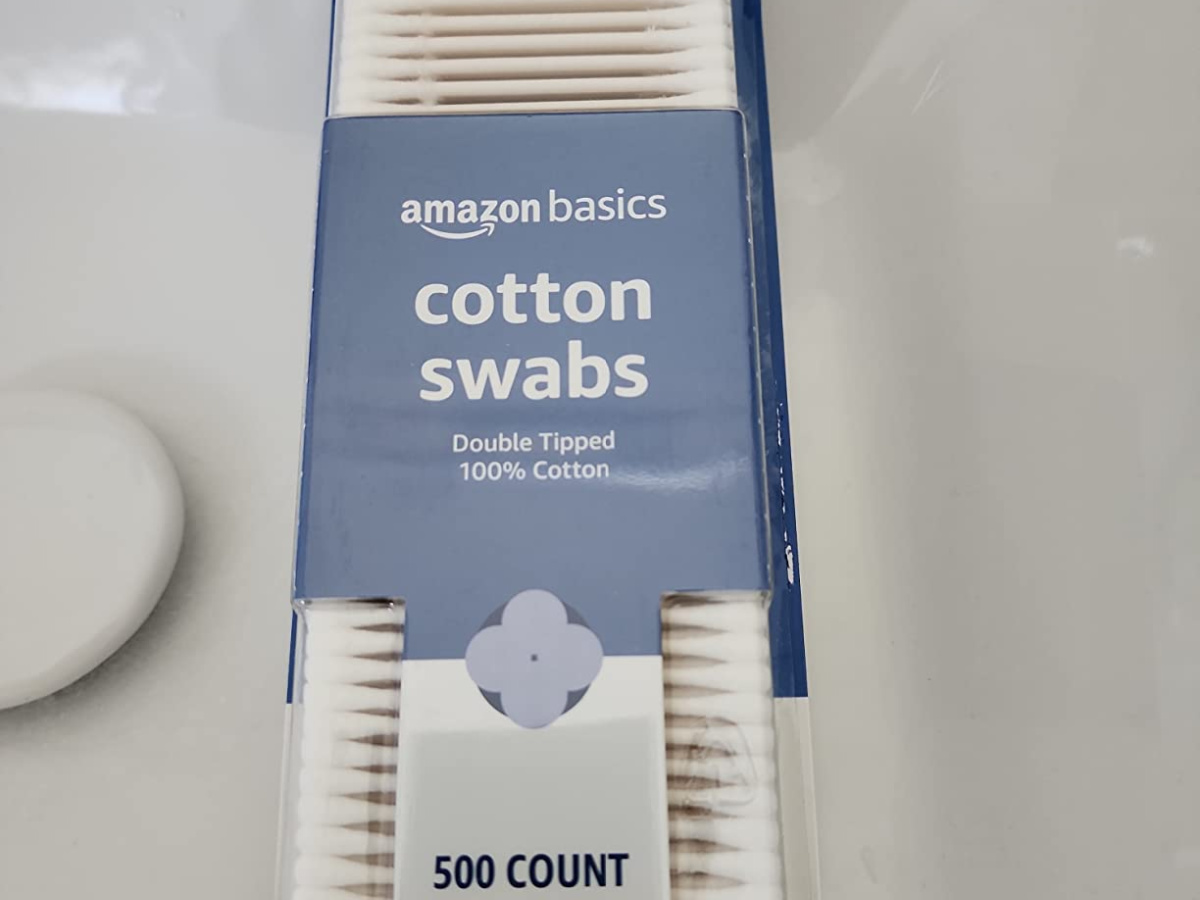 amazon basics
cotton
swabs
Double Tipped
100% Cotton
500 COUNT